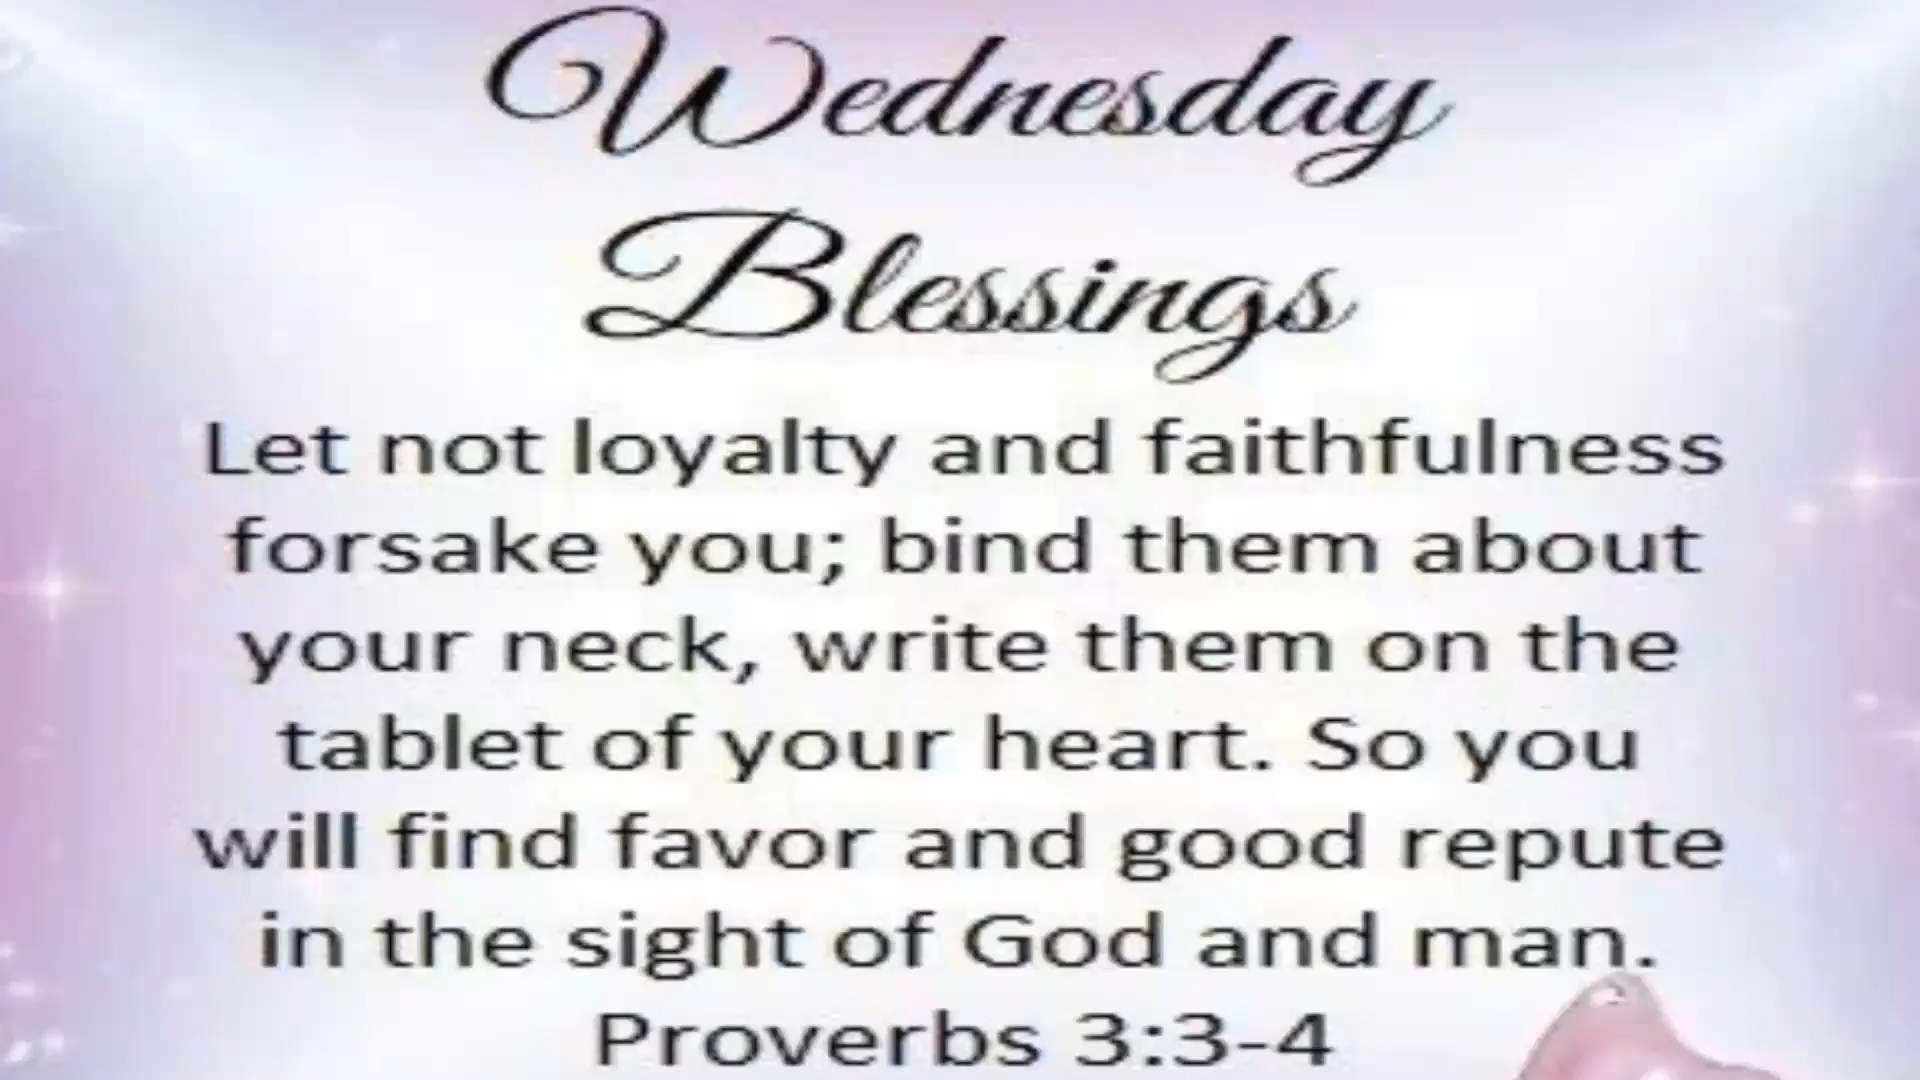 Wednesday
Blessings
Let not loyalty and faithfulness
forsake you; bind them about
your neck, write them on the
tablet of your heart. So you
will find favor and good repute
in the sight of God and man.
Proverbs 3:3-4